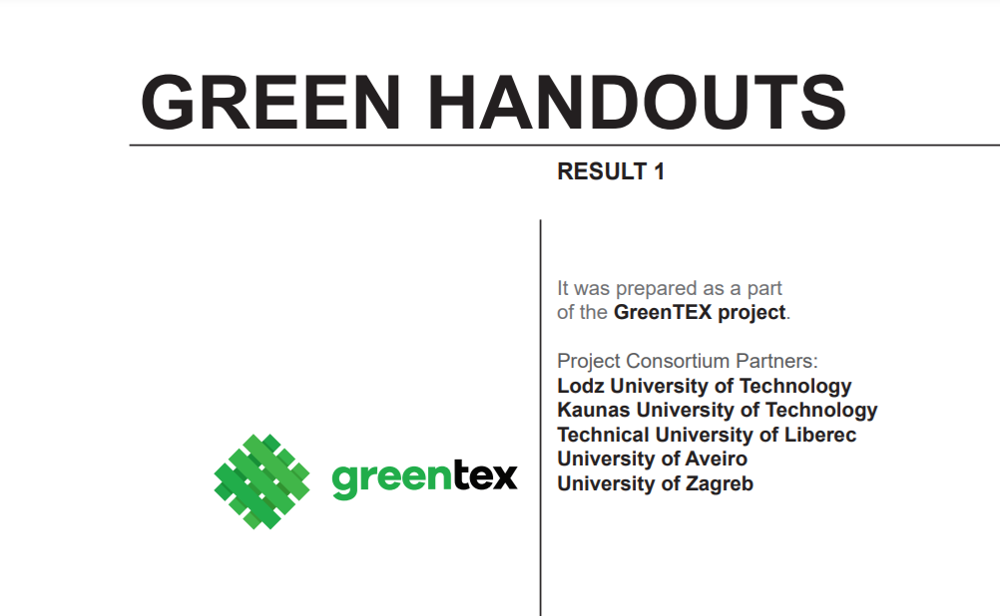 GREEN HANDOUTS
RESULT 1
It was prepared as a part
of the GreenTEX project.
Project Consortium Partners:
Lodz University of Technology
Kaunas University of Technology
Technical University of Liberec
University of Aveiro
University of Zagreb
greentex